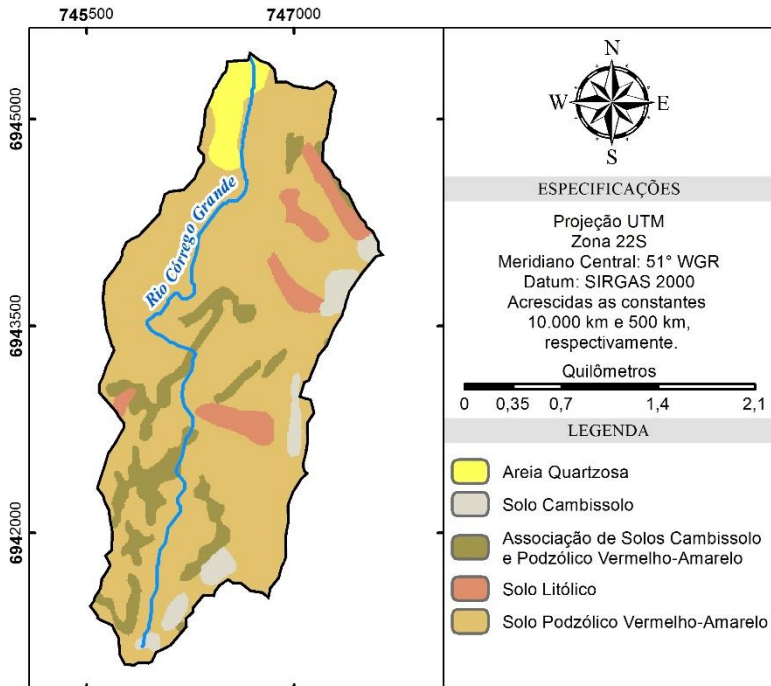 745500
747000
6945000
6943500
6942000
Rio Córrego Grande
N
W
E
S
ESPECIFICAÇÕES
Projeção UTM
Zona 22S
Meridiano Central: 51° WGR
Datum: SIRGAS 2000
Acrescidas as constantes
10.000 km e 500 km,
respectivamente.
Quilômetros
0 0,35 0,7 1,4 2,1
LEGENDA
Areia Quartzosa
Solo Cambissolo
Associação de Solos Cambissolo
e Podzólico Vermelho-Amarelo
Solo Litólico
Solo Podzólico Vermelho-Amarelo